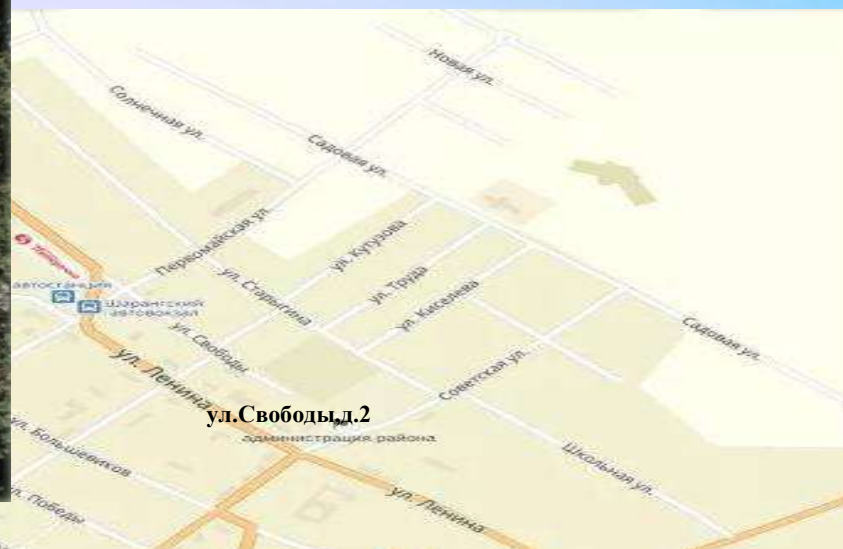 Новая ул.
Солнечная ул.
Садовая ул.
Первомайская ул.
ул. Кутузова
ул. Труда
ул. Старыгина
ул. Киселева
автостанция
Шарангский
автовокзал
ул. Свободы
Садовая ул.
ул. Ленина
Советская ул.
ул.Свободы,д.2
администрация района
ул. Большевиков
Школьная ул.
ул. Победы
ул. Ленина